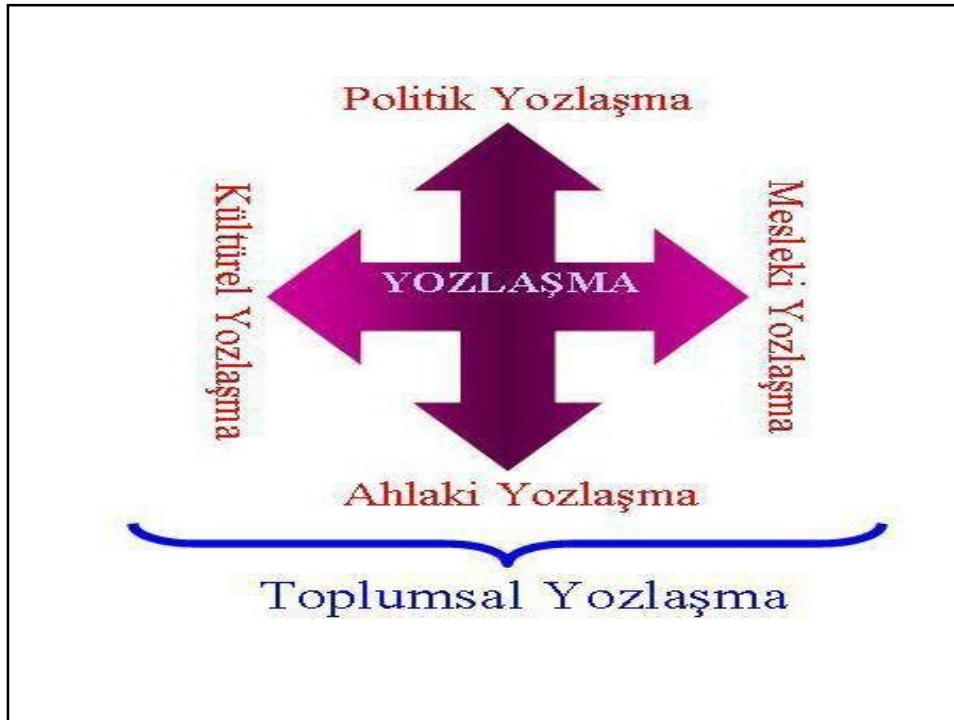 Politik Yozlaşma
Kültürel Yozlaşma
YOZLAŞMA
Mesleki Yozlaşma
Ahlaki Yozlaşma
Toplumsal Yozlaşma